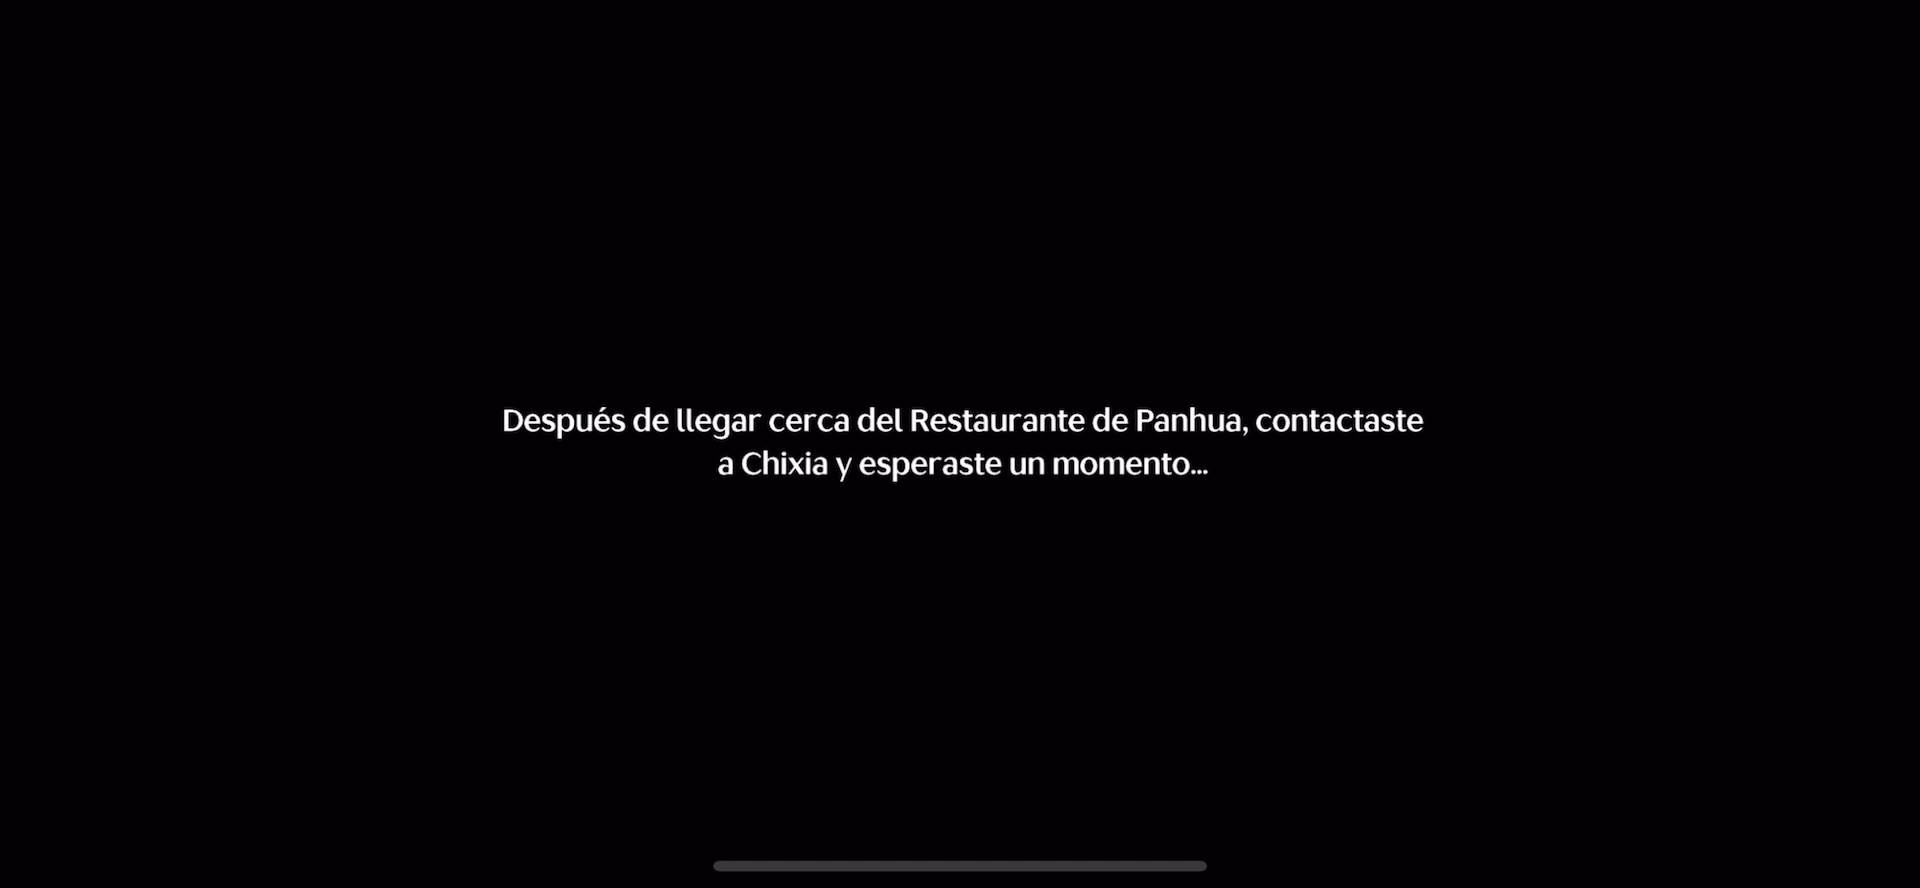 Después de llegar cerca del Restaurante de Panhua, contactaste
a Chixia y esperaste un momento...